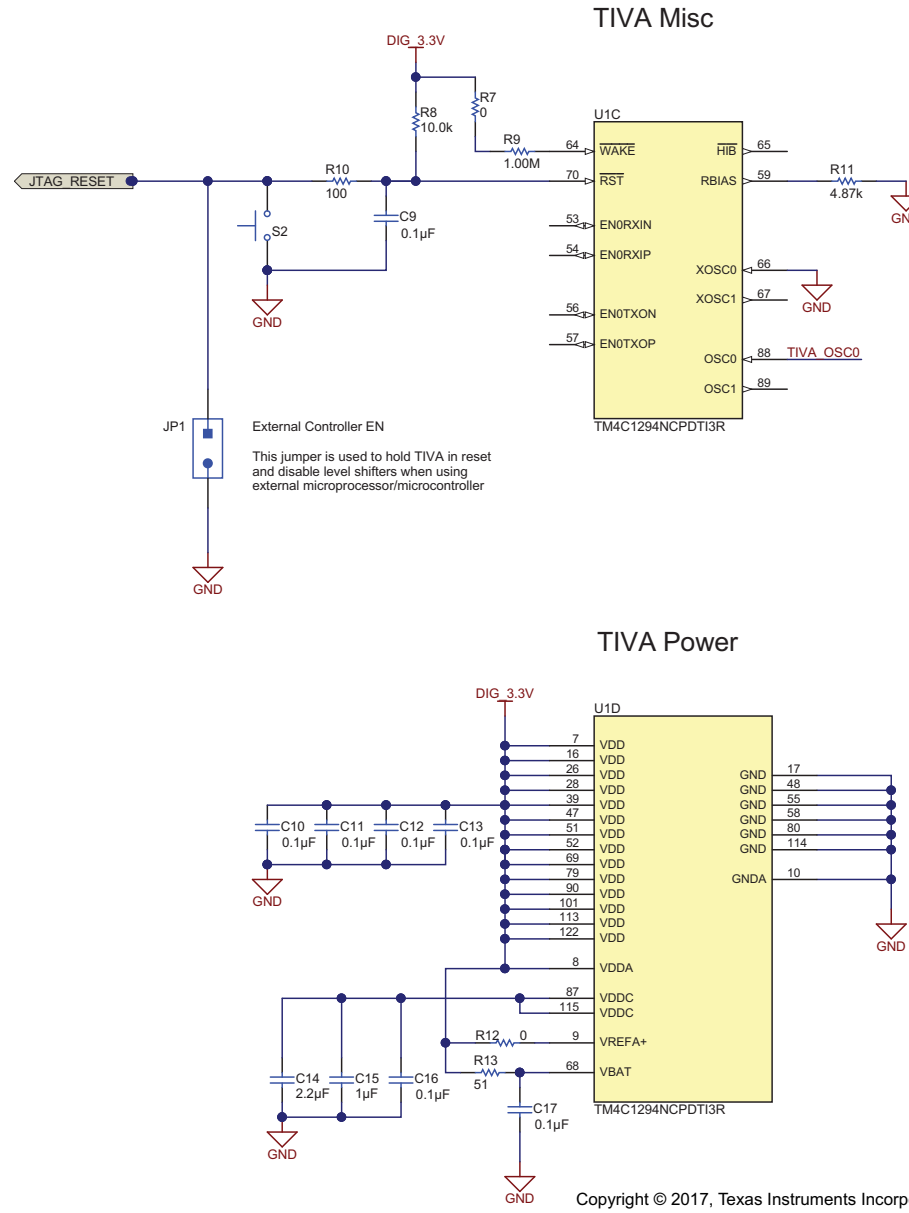 TIVA Misc
DIG_3.3V
R7
0
R8
10.0k
R9
1.00M
U1C
64 WAKE HIB 65
70 RST RBIAS 59
R11
4.87k
JTAG_RESET
R10
100
C9
0.1µF
S2
53 EN0RXIN
54 EN0RXIP
XOSC0 66
XOSC1 67
GND
56 EN0TXON
57 EN0TXOP
OSC0 88 TIVA_OSC0
OSC1 89
GND
TM4C1294NCPDTI3R
JP1
External Controller EN
This jumper is used to hold TIVA in reset
and disable level shifters when using
external microprocessor/microcontroller
GND
TIVA Power
DIG_3.3V
U1D
7 VDD
16 VDD
26 VDD
28 VDD
39 VDD
47 VDD
51 VDD
52 VDD
69 VDD
79 VDD
90 VDD
101 VDD
113 VDD
122 VDD
8 VDDA
87 VDDC
115 VDDC
9 VREFA+
68 VBAT
GND 17
GND 48
GND 55
GND 58
GND 80
GND 114
GNDA 10
GND
C10
0.1µF
C11
0.1µF
C12
0.1µF
C13
0.1µF
GND
R12 0
R13
51
C14
2.2µF
C15
1µF
C16
0.1µF
C17
0.1µF
GND
GND
TM4C1294NCPDTI3R
Copyright © 2017, Texas Instruments Incorp